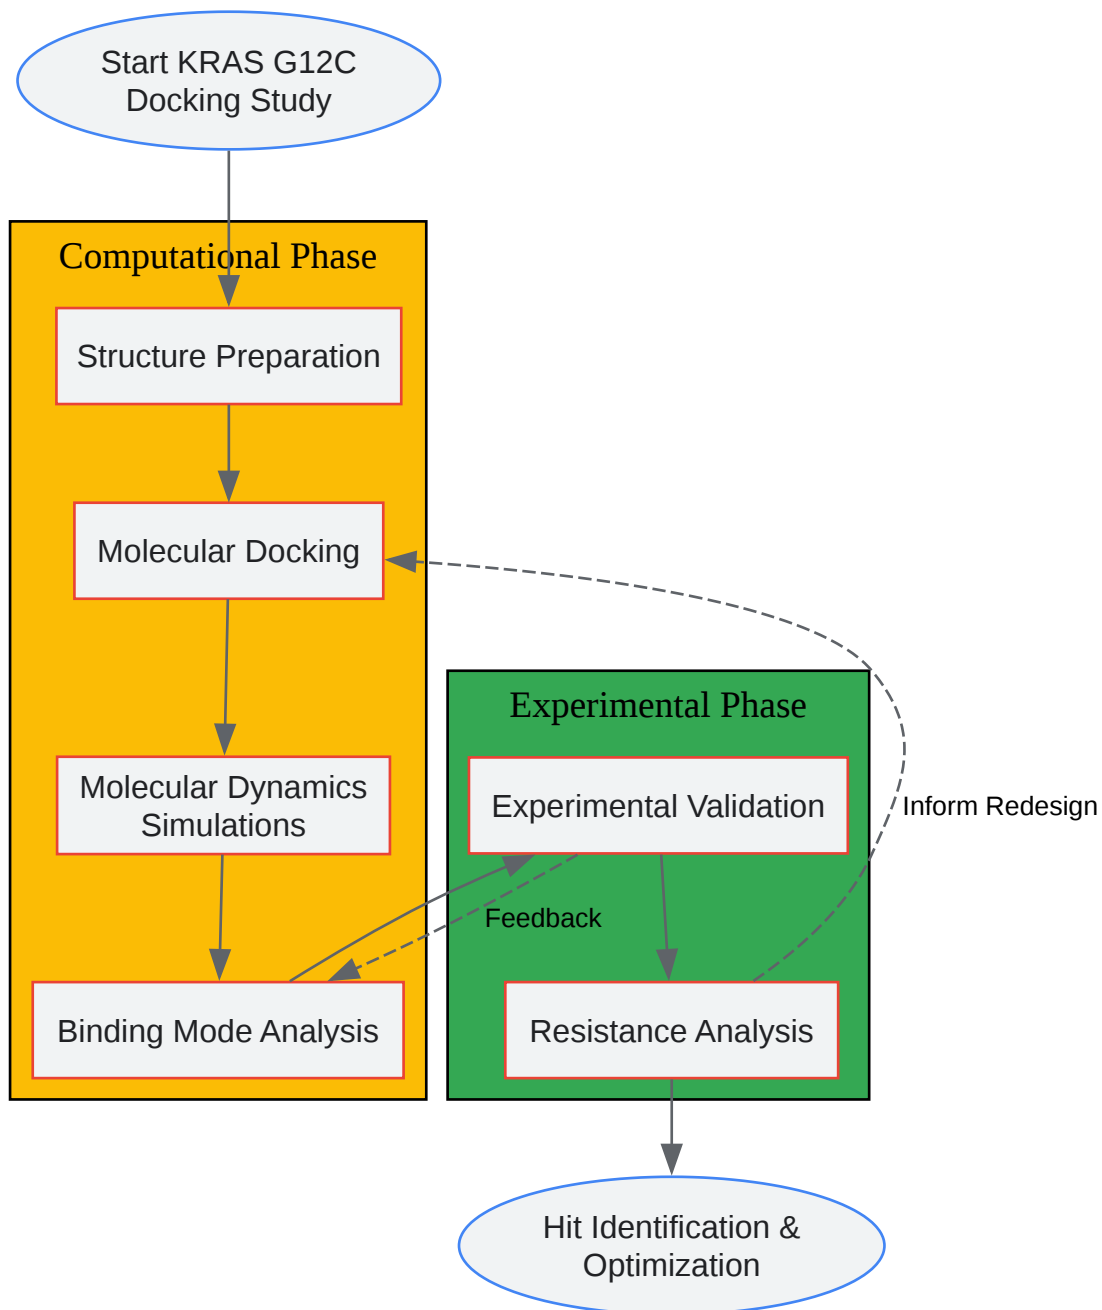 Start KRAS G12C
Docking Study
Computational Phase
Structure Preparation
Molecular Docking
Molecular Dynamics
Simulations
Binding Mode Analysis
Experimental Phase
Experimental Validation
Inform Redesign
Feedback
Resistance Analysis
Hit Identification &
Optimization